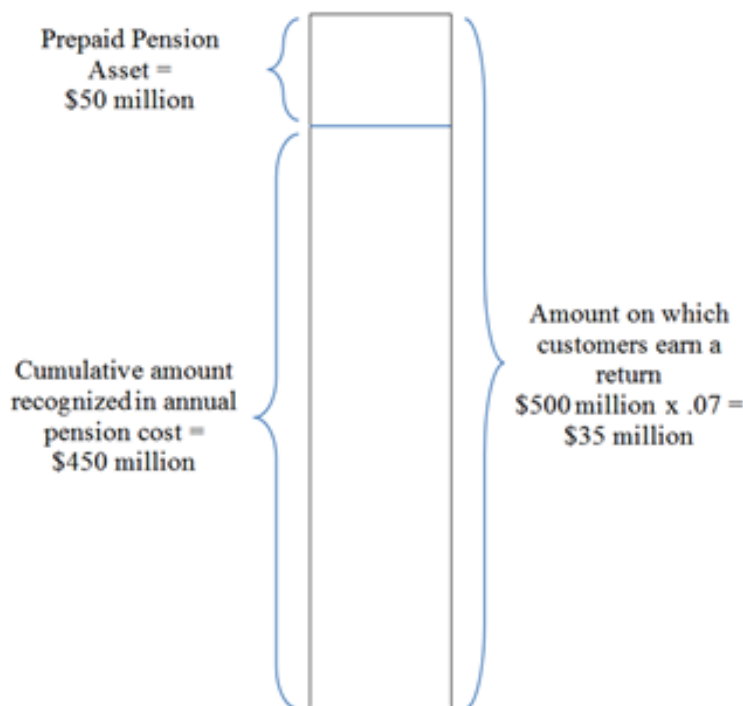 Prepaid Pension
Asset =
$50 million
Cumulative amount
recognized in annual
pension cost =
$450 million
Amount on which
customers earn a
return
$500 million x .07 =
$35 million